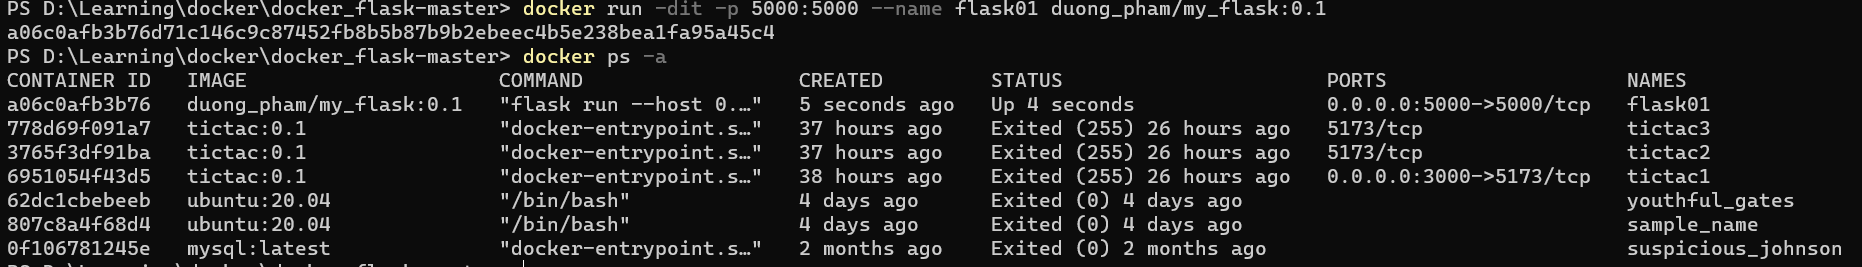 PS D:\Learning\docker\docker_flask-master> docker run -dit -p 5000:5000 --name flask01 duong_pham/my_flask:0.1
a06c0afb3b76d71c146c9c87452fb8b5b87b9b2ebeec4b5e238bea1fa95a45c4
PS D:\Learning\docker\docker_flask-master> docker ps -a
CONTAINER ID   IMAGE                     COMMAND                  CREATED        STATUS                      PORTS                    NAMES
a06c0afb3b76   duong_pham/my_flask:0.1   "flask run --host 0.…"   5 seconds ago   Up 4 seconds                0.0.0.0:5000->5000/tcp   flask01
778d69f091a7   tictac:0.1                "docker-entrypoint.s…"   37 hours ago    Exited (255) 26 hours ago   5173/tcp                 tictac3
3765f3df91ba   tictac:0.1                "docker-entrypoint.s…"   37 hours ago    Exited (255) 26 hours ago   5173/tcp                 tictac2
6951054f43d5   tictac:0.1                "docker-entrypoint.s…"   38 hours ago    Exited (255) 26 hours ago   0.0.0.0:3000->5173/tcp   tictac1
62dc1cbebeeb   ubuntu:20.04              "/bin/bash"              4 days ago      Exited (0) 4 days ago                                youthful_gates
807c8a4f68d4   ubuntu:20.04              "/bin/bash"              4 days ago      Exited (0) 4 days ago                                sample_name
0f106781245e   mysql:latest              "docker-entrypoint.s…"   2 months ago    Exited (0) 2 months ago                              suspicious_johnson